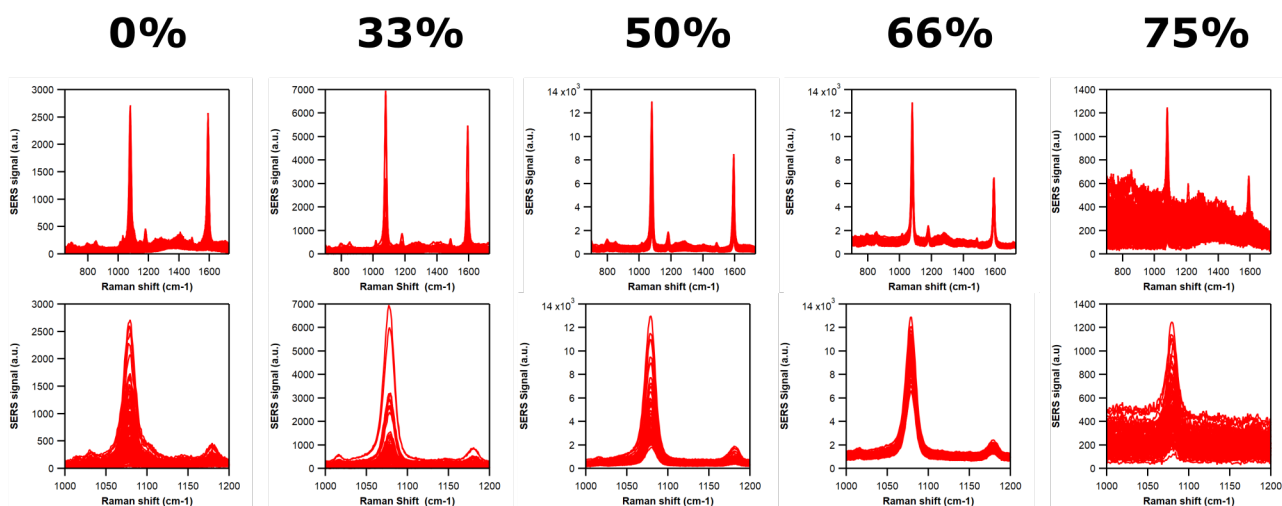 0% 33% 50% 66% 75%
SERS signal (a.u.)
3000
2500
2000
1500
1000
500
0
800 1000 1200 1400 1600
Raman shift (cm-1)
SERS signal (a.u.)
7000
6000
5000
4000
3000
2000
1000
0
800 1000 1200 1400 1600
Raman shift (cm-1)
SERS signal (a.u.)
14 x10³
12
10
8
6
4
2
0
800 1000 1200 1400 1600
Raman shift (cm-1)
SERS signal (a.u.)
14 x10³
12
10
8
6
4
2
0
800 1000 1200 1400 1600
Raman shift (cm-1)
SERS signal (a.u)
1400
1200
1000
800
600
400
200
0
800 1000 1200 1400 1600
Raman shift (cm-1)
SERS signal (a.u.)
3000
2500
2000
1500
1000
500
0
1000 1050 1100 1150 1200
Raman shift (cm-1)
SERS signal (a.u.)
7000
6000
5000
4000
3000
2000
1000
0
1000 1050 1100 1150 1200
Raman shift (cm-1)
SERS signal (a.u.)
14 x10³
12
10
8
6
4
2
0
1000 1050 1100 1150 1200
Raman shift (cm-1)
SERS signal (a.u.)
14 x10³
12
10
8
6
4
2
0
1000 1050 1100 1150 1200
Raman shift (cm-1)
SERS signal (a.u)
1400
1200
1000
800
600
400
200
0
1000 1050 1100 1150 1200
Raman shift (cm-1)